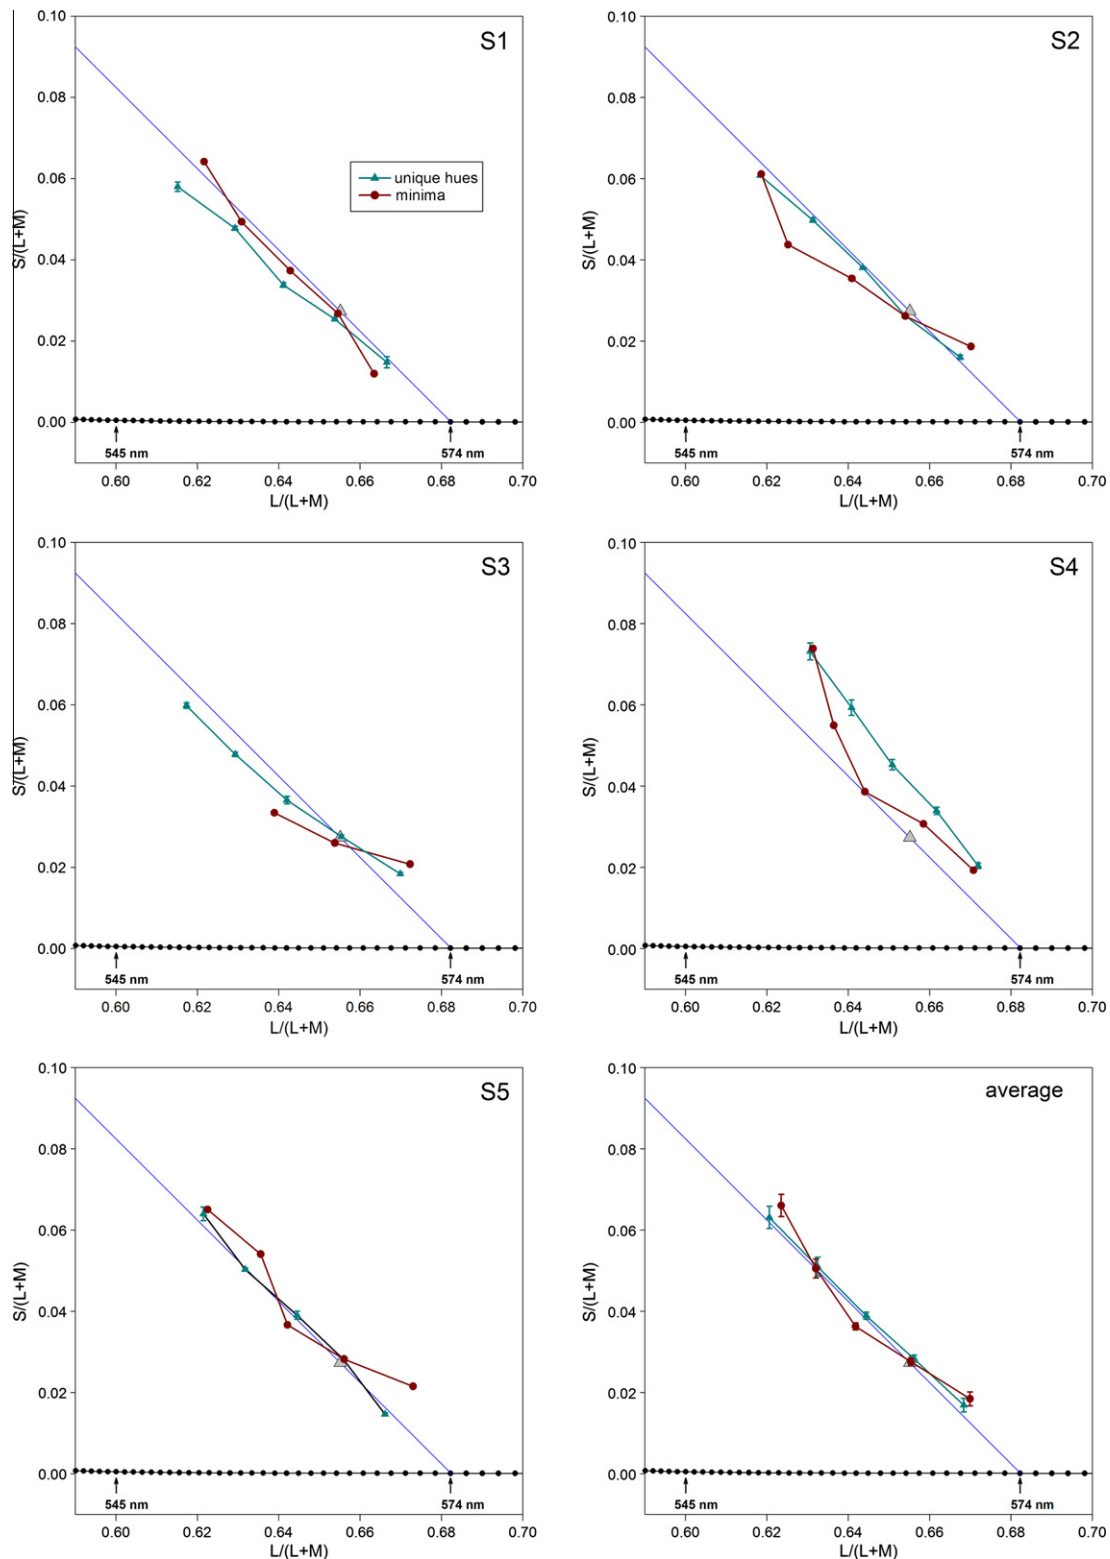 0.10
S1
0.08
unique hues
0.06
minima
S/(L+M)
0.04
0.02
0.00
545 nm
574 nm
0.60
0.62
0.64
0.66
0.68
0.70
L/(L+M)
0.10
S2
0.08
0.06
S/(L+M)
0.04
0.02
0.00
545 nm
574 nm
0.60
0.62
0.64
0.66
0.68
0.70
L/(L+M)
0.10
S3
0.08
0.06
S/(L+M)
0.04
0.02
0.00
545 nm
574 nm
0.60
0.62
0.64
0.66
0.68
0.70
L/(L+M)
0.10
S4
0.08
0.06
S/(L+M)
0.04
0.02
0.00
545 nm
574 nm
0.60
0.62
0.64
0.66
0.68
0.70
L/(L+M)
0.10
S5
0.08
0.06
S/(L+M)
0.04
0.02
0.00
545 nm
574 nm
0.60
0.62
0.64
0.66
0.68
0.70
L/(L+M)
0.10
average
0.08
0.06
S/(L+M)
0.04
0.02
0.00
545 nm
574 nm
0.60
0.62
0.64
0.66
0.68
0.70
L/(L+M)